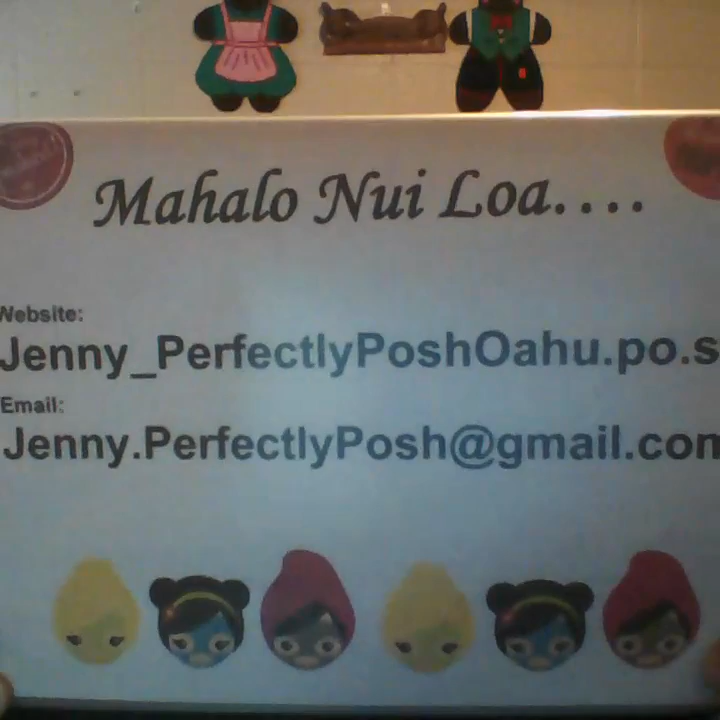 Mahalo Nui Loa....
Website:
Jenny_PerfectlyPoshOahu.po.s
Email:
Jenny.PerfectlyPosh@gmail.com